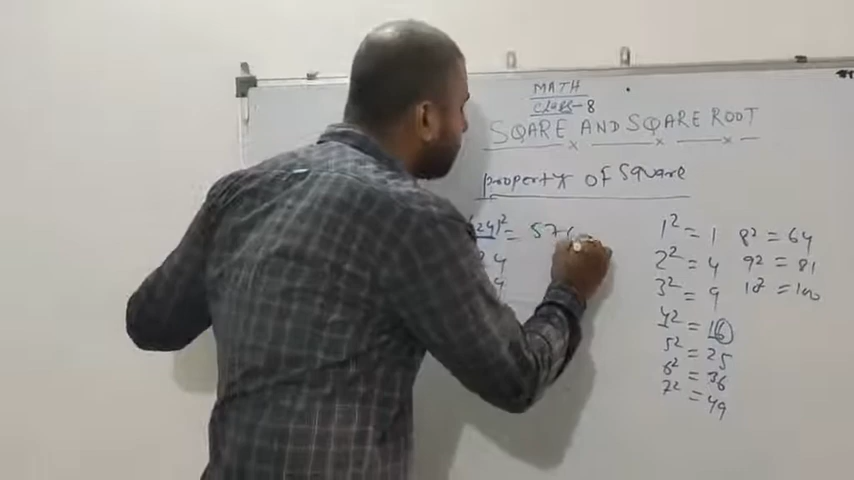 MATH
CLASS-8
SQARE AND SQARE ROOT
property of Square
(24)² = 576
24
4
1² = 1
2² = 4
3² = 9
4² = 16
5² = 25
6² = 36
7² = 49
8² = 64
9² = 81
10² = 100